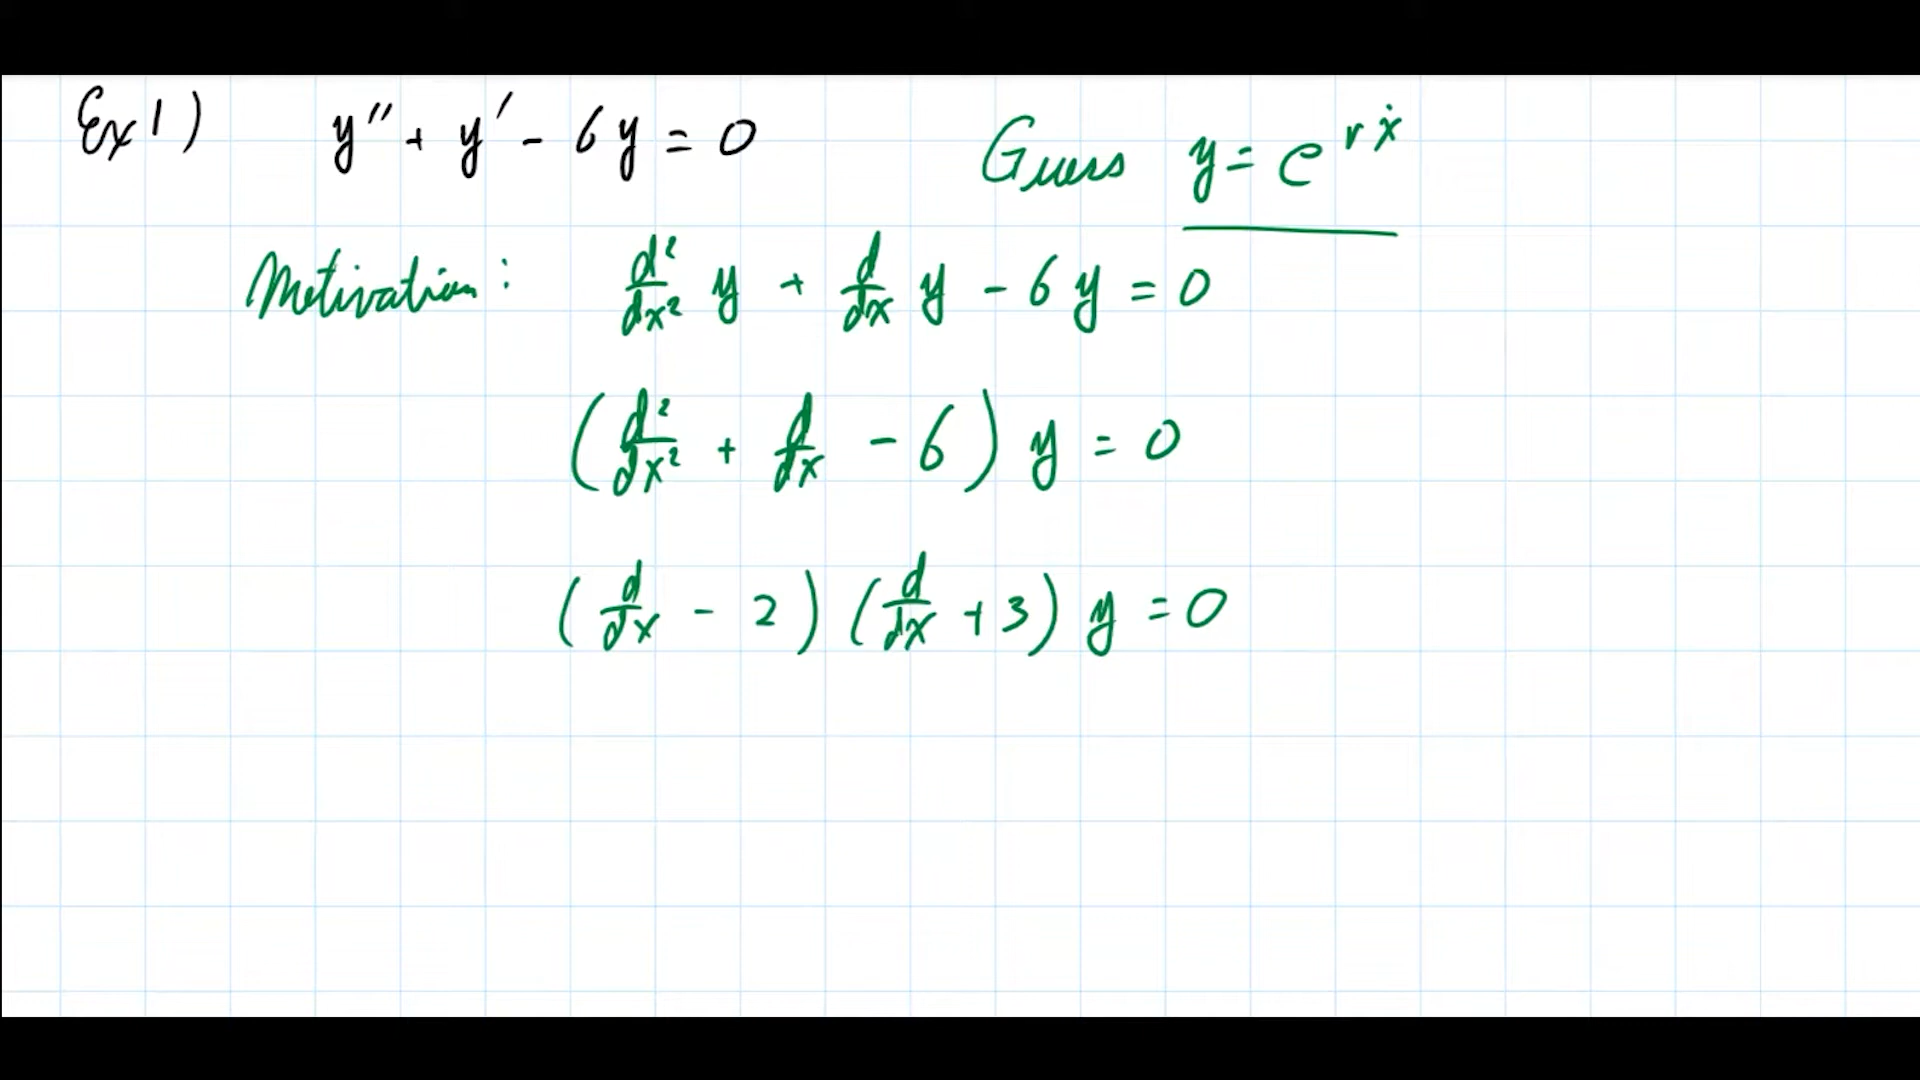 Ex 1) y'' + y' - 6y = 0 Guess y = e^{rx}
Motivation: d²/dx² y + d/dx y - 6y = 0
(d²/dx² + d/dx - 6) y = 0
(d/dx - 2) (d/dx + 3) y = 0